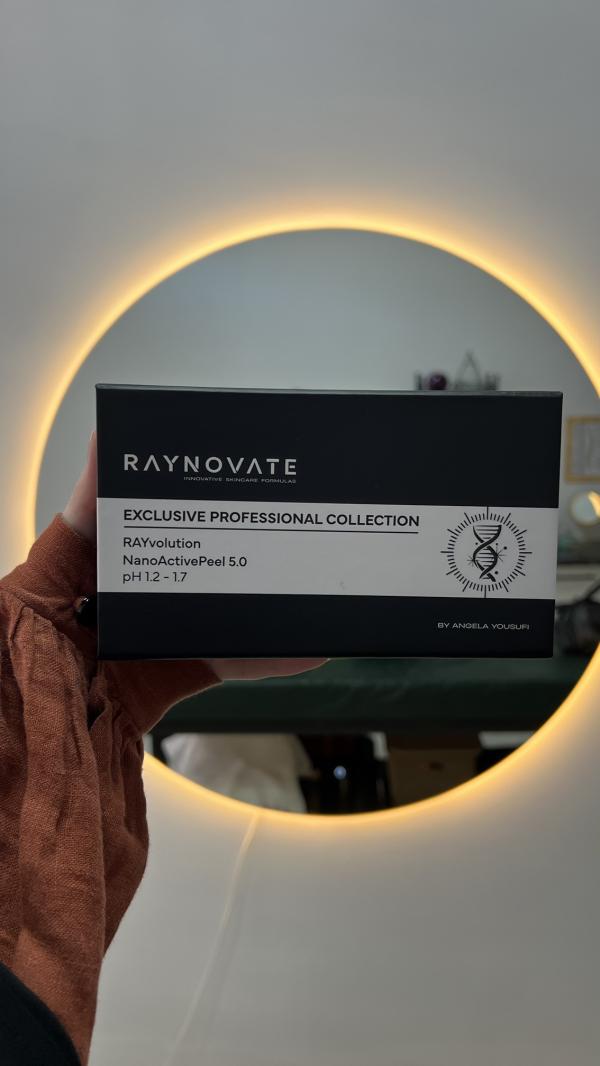 RAYNOVATE
INNOVATIVE SKINCARE FORMULAS
EXCLUSIVE PROFESSIONAL COLLECTION
RAYvolution
NanoActivePeel 5.0
pH 1.2 - 1.7
BY ANGELA YOUSUFI